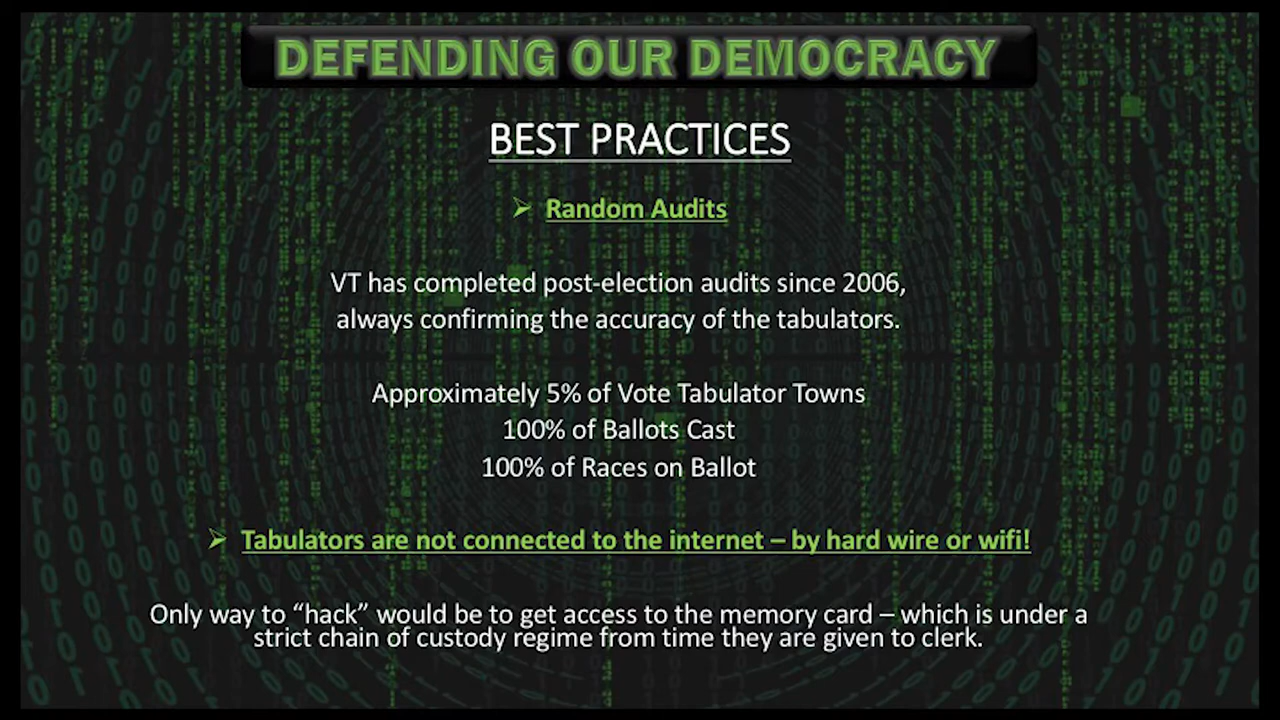 DEFENDING OUR DEMOCRACY
BEST PRACTICES
➢ Random Audits
VT has completed post-election audits since 2006,
always confirming the accuracy of the tabulators.
Approximately 5% of Vote Tabulator Towns
100% of Ballots Cast
100% of Races on Ballot
➢ Tabulators are not connected to the internet – by hard wire or wifi!
Only way to “hack” would be to get access to the memory card – which is under a
strict chain of custody regime from time they are given to clerk.